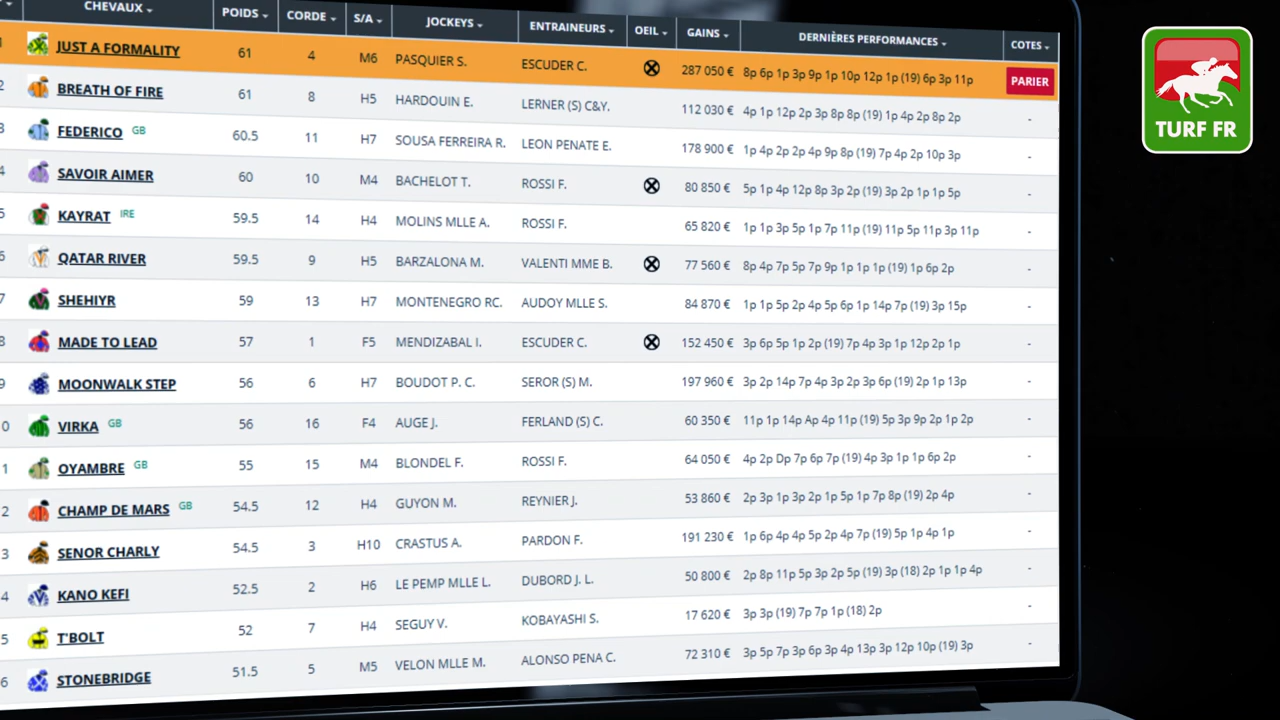 CHEVAUX POIDS CORDE S/A JOCKEYS ENTRAINEURS OEIL GAINS DERNIÈRES PERFORMANCES COTES
JUST A FORMALITY 61 4 M6 PASQUIER S. ESCUDER C. 287 050 € 8p 6p 1p 3p 9p 1p 10p 12p 1p (19) 6p 3p 11p PARIER
2 BREATH OF FIRE 61 8 H5 HARDOUIN E. LERNER (S) C&Y. 112 030 € 4p 1p 12p 2p 3p 8p 8p (19) 1p 4p 2p 8p 2p -
3 FEDERICO GB 60.5 11 H7 SOUSA FERREIRA R. LEON PENATE E. 178 900 € 1p 4p 2p 2p 4p 9p 8p (19) 7p 4p 2p 10p 3p -
4 SAVOIR AIMER 60 10 M4 BACHELOT T. ROSSI F. 80 850 € 5p 1p 4p 12p 8p 3p 2p (19) 3p 2p 1p 1p 5p -
5 KAYRAT IRE 59.5 14 H4 MOLINS MLLE A. ROSSI F. 65 820 € 1p 1p 3p 5p 1p 7p 11p (19) 11p 5p 11p 3p 11p -
6 QATAR RIVER 59.5 9 H5 BARZALONA M. VALENTI MME B. 77 560 € 8p 4p 7p 5p 7p 9p 1p 1p 1p (19) 1p 6p 2p -
7 SHEHIYR 59 13 H7 MONTENEGRO RC. AUDOY MLLE S. 84 870 € 1p 1p 5p 2p 4p 5p 6p 1p 14p 7p (19) 3p 15p -
8 MADE TO LEAD 57 1 F5 MENDIZABAL I. ESCUDER C. 152 450 € 3p 6p 5p 1p 2p (19) 7p 4p 3p 1p 12p 2p 1p -
9 MOONWALK STEP 56 6 H7 BOUDOT P. C. SEROR (S) M. 197 960 € 3p 2p 14p 7p 4p 3p 2p 3p 6p (19) 2p 1p 13p -
0 VIRKA GB 56 16 F4 AUGE J. FERLAND (S) C. 60 350 € 11p 1p 14p Ap 4p 11p (19) 5p 3p 9p 2p 1p 2p -
1 OYAMBRE GB 55 15 M4 BLONDEL F. ROSSI F. 64 050 € 4p 2p Dp 7p 6p 7p (19) 4p 3p 1p 1p 6p 2p -
2 CHAMP DE MARS GB 54.5 12 H4 GUYON M. REYNIER J. 53 860 € 2p 3p 1p 3p 2p 1p 5p 1p 7p 8p (19) 2p 4p -
3 SENOR CHARLY 54.5 3 H10 CRASTUS A. PARDON F. 191 230 € 1p 6p 4p 4p 5p 2p 4p 7p (19) 5p 1p 4p 1p -
4 KANO KEFI 52.5 2 H6 LE PEMP MLLE L. DUBORD J. L. 50 800 € 2p 8p 11p 5p 3p 2p 5p (19) 3p (18) 2p 1p 1p 4p -
5 T'BOLT 52 7 H4 SEGUY V. KOBAYASHI S. 17 620 € 3p 3p (19) 7p 7p 1p (18) 2p -
6 STONEBRIDGE 51.5 5 M5 VELON MLLE M. ALONSO PENA C. 72 310 € 3p 5p 7p 3p 6p 3p 4p 13p 3p 12p 10p (19) 3p -
TURF FR